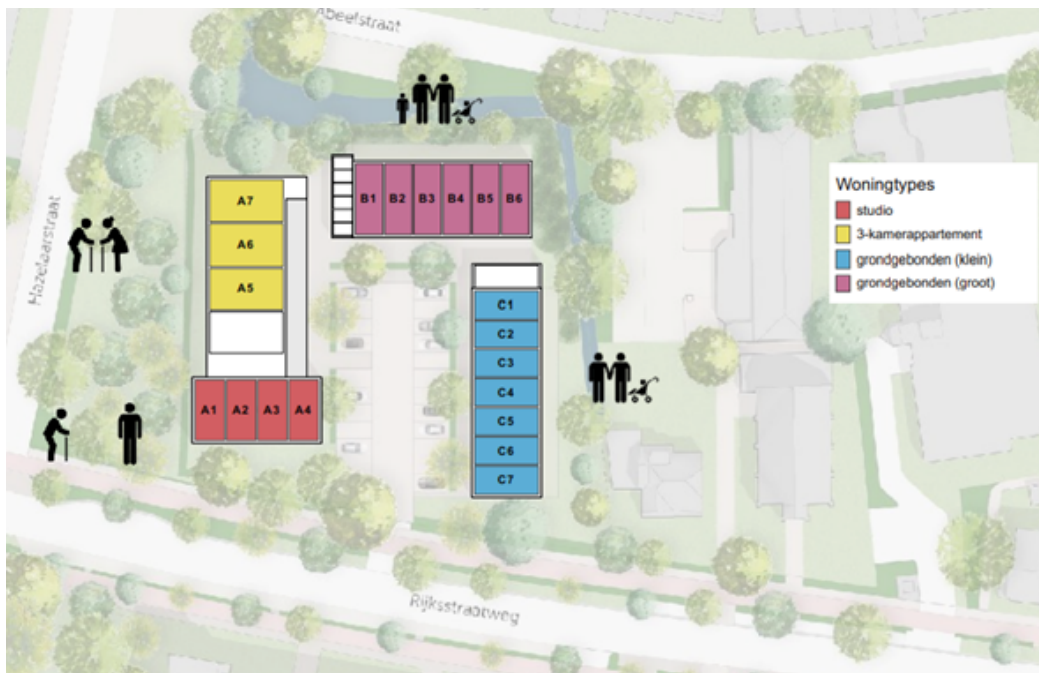 Abeelstraat
Hazelaarstraat
A7
A6
A5
A1 A2 A3 A4
B1 B2 B3 B4 B5 B6
C1
C2
C3
C4
C5
C6
C7
Woningtypes
studio
3-kamerappartement
grondgebonden (klein)
grondgebonden (groot)
Rijksstraatweg